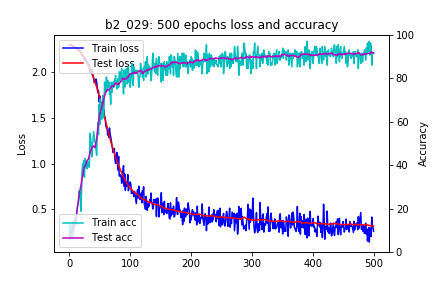 b2_029: 500 epochs loss and accuracy
Train loss
Test loss
Train acc
Test acc
Loss
2.0
1.5
1.0
0.5
Accuracy
100
80
60
40
20
0
0
100
200
300
400
500